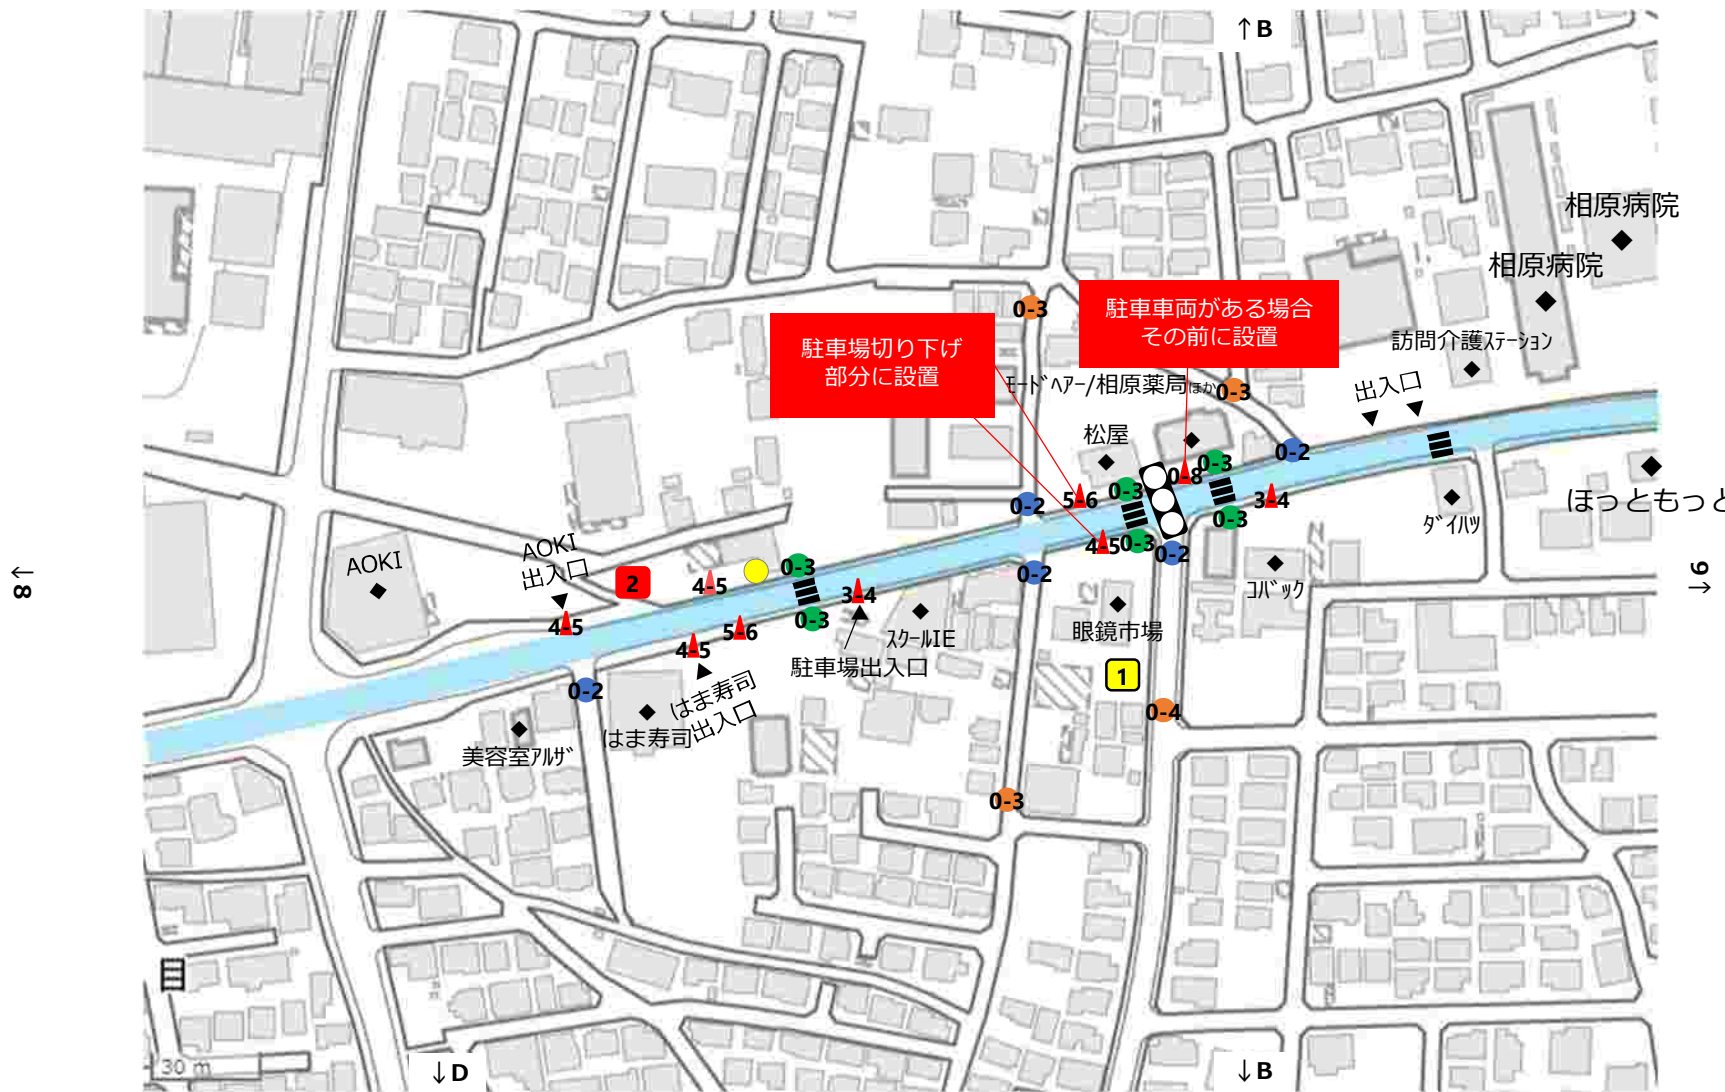 ↑B
相原病院
相原病院
駐車車両がある場合
その前に設置
0-3
駐車場切り下げ
部分に設置
訪問介護ｽﾃｰｼｮﾝ
ﾓｰﾄﾞﾍｱｰ/相原薬局ほか
0-3
出入口
松屋
0-2
0-8
0-3
0-3
5-6
0-2
3-4
0-3
ほっともっと
ﾀﾞｲﾊﾂ
4-5
0-3
0-2
AOKI
出入口
AOKI
0-3
0-2
←8
9→
2
4-5
3-4
ｺﾊﾞｯｸ
0-3
4-5
5-6
ｽｸｰﾙIE
眼鏡市場
4-5
駐車場出入口
1
0-2
はま寿司
出入口
0-4
はま寿司
美容室ｱﾙｻﾞ
0-3
30 m
↓D
↓B